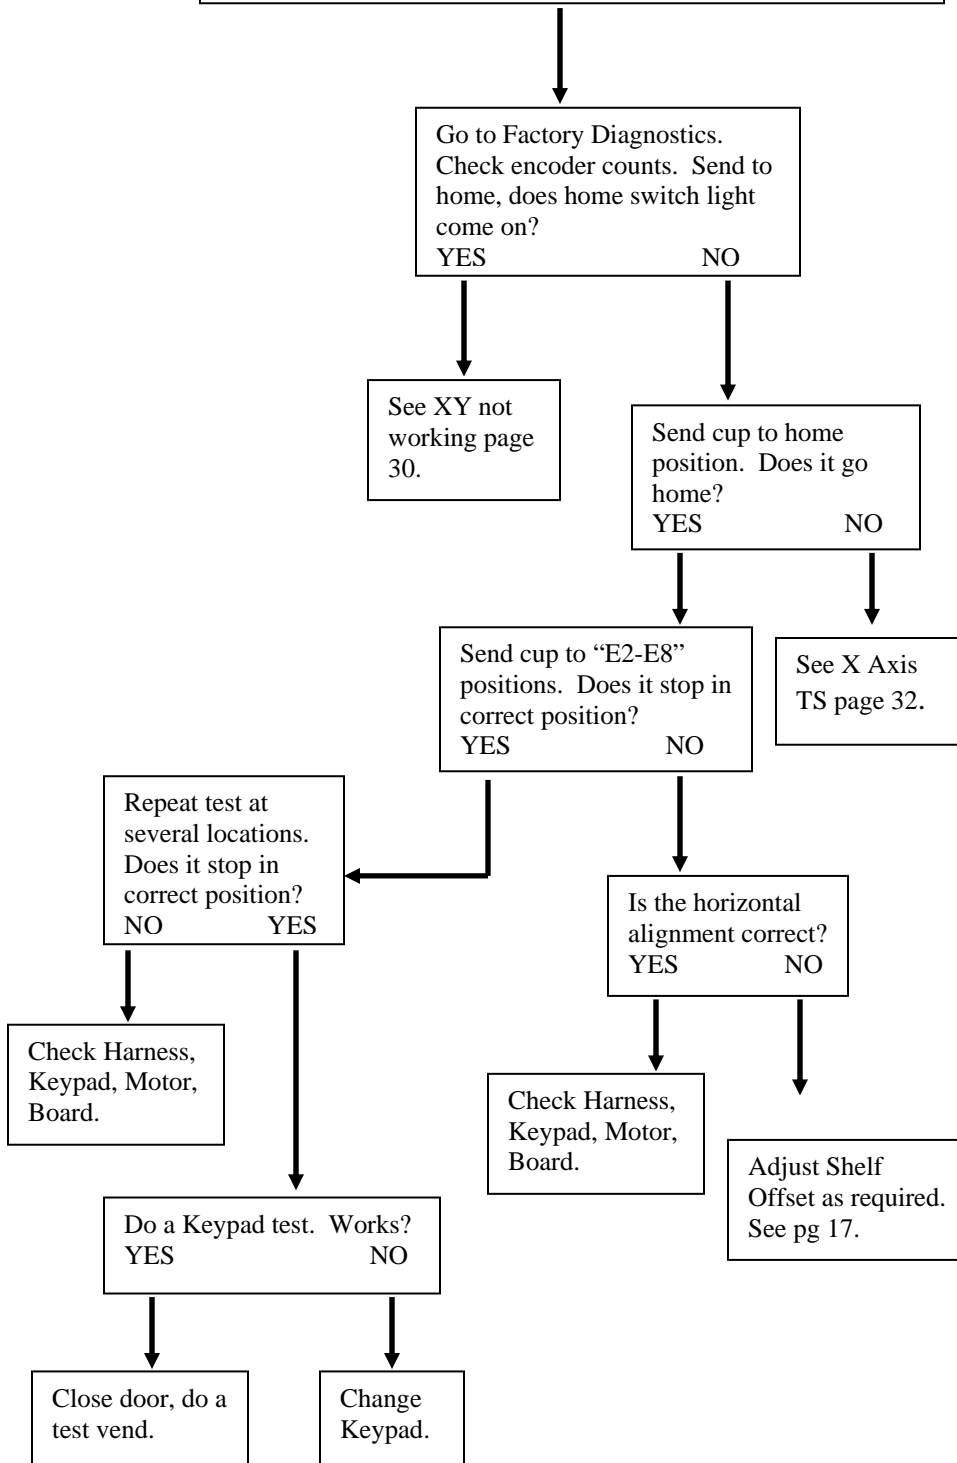 Go to Factory Diagnostics.
Check encoder counts.  Send to
home, does home switch light
come on?
YES NO
See XY not
working page
30.
Send cup to home
position.  Does it go
home?
YES NO
Send cup to “E2-E8”
positions.  Does it stop in
correct position?
YES NO
See X Axis
TS page 32.
Repeat test at
several locations.
Does it stop in
correct position?
NO YES
Is the horizontal
alignment correct?
YES NO
Check Harness,
Keypad, Motor,
Board.
Check Harness,
Keypad, Motor,
Board.
Adjust Shelf
Offset as required.
See pg 17.
Do a Keypad test.  Works?
YES NO
Close door, do a
test vend.
Change
Keypad.